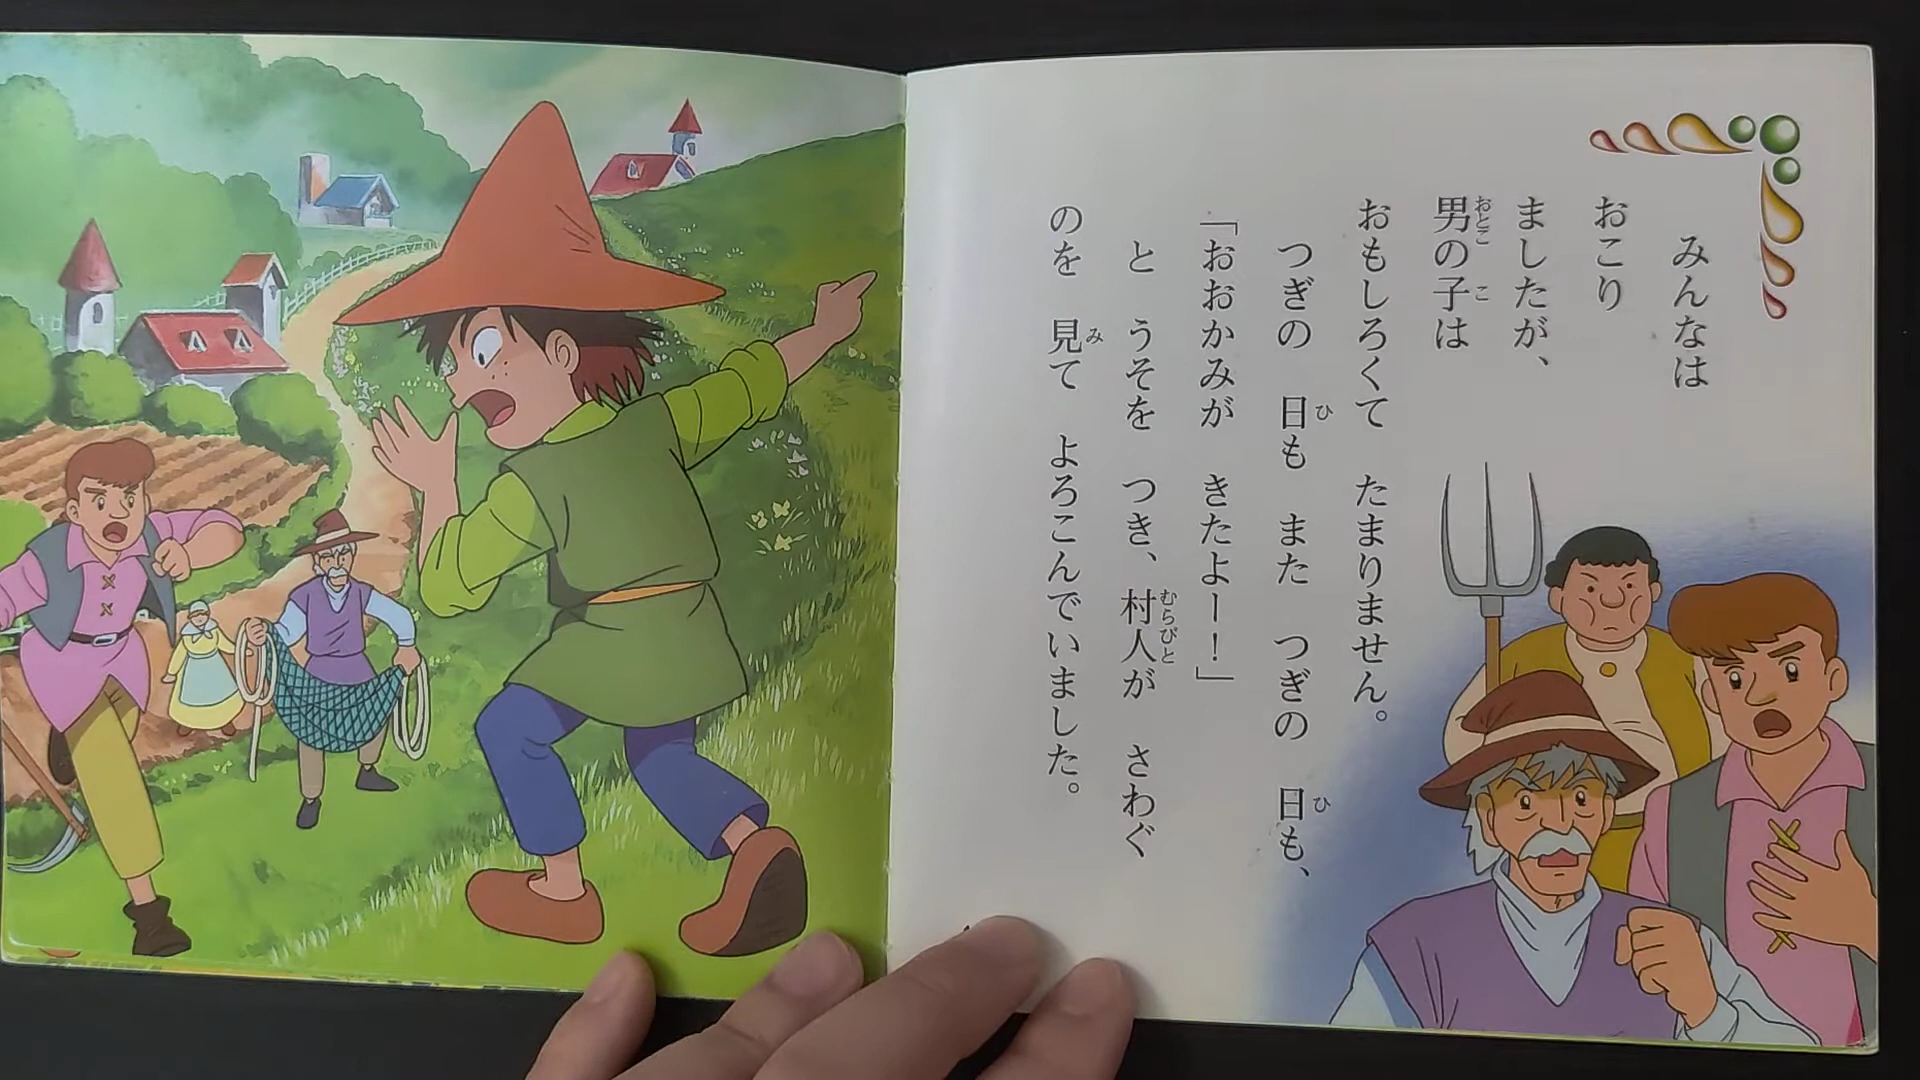 みんなは
おこり
ましたが、
男の子は
おもしろくて たまりません。
つぎの 日も また つぎの 日も、
「おおかみが きたよー！」
と うそを つき、村人が さわぐ
のを 見て よろこんでいました。